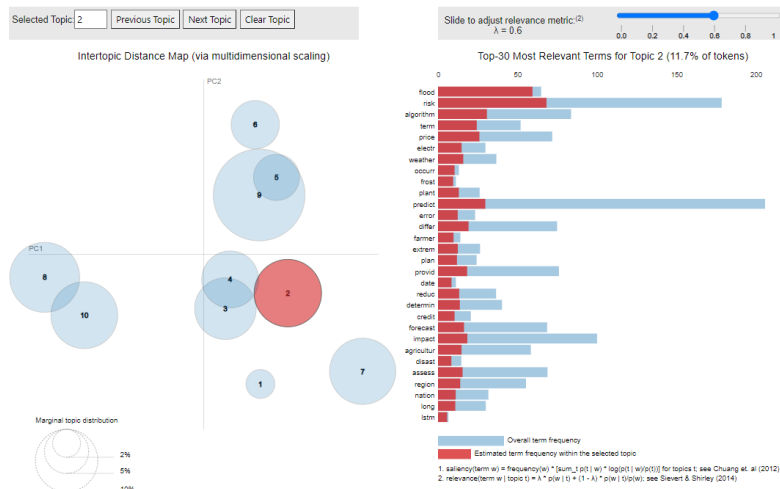 Selected Topic: 2 Previous Topic Next Topic Clear Topic
Slide to adjust relevance metric:(2)
λ = 0.6
0.0 0.2 0.4 0.6 0.8 1
Intertopic Distance Map (via multidimensional scaling)
PC2
PC1
6
5
9
8
10
4
3
2
1
7
Marginal topic distribution
2%
5%
10%
Top-30 Most Relevant Terms for Topic 2 (11.7% of tokens)
0 50 100 150 200
flood
risk
algorithm
term
price
electr
weather
occurr
frost
plant
predict
error
differ
farmer
extrem
plan
provid
date
reduc
determin
credit
forecast
impact
agricultur
disast
assess
region
nation
long
lstm
Overall term frequency
Estimated term frequency within the selected topic
1. saliency(term w) = frequency(w) * [sum_t p(t | w) * log(p(t | w)/p(t))] for topics t; see Chuang et. al (2012)
2. relevance(term w | topic t) = λ * p(w | t) + (1 - λ) * p(w | t)/p(w); see Sievert & Shirley (2014)